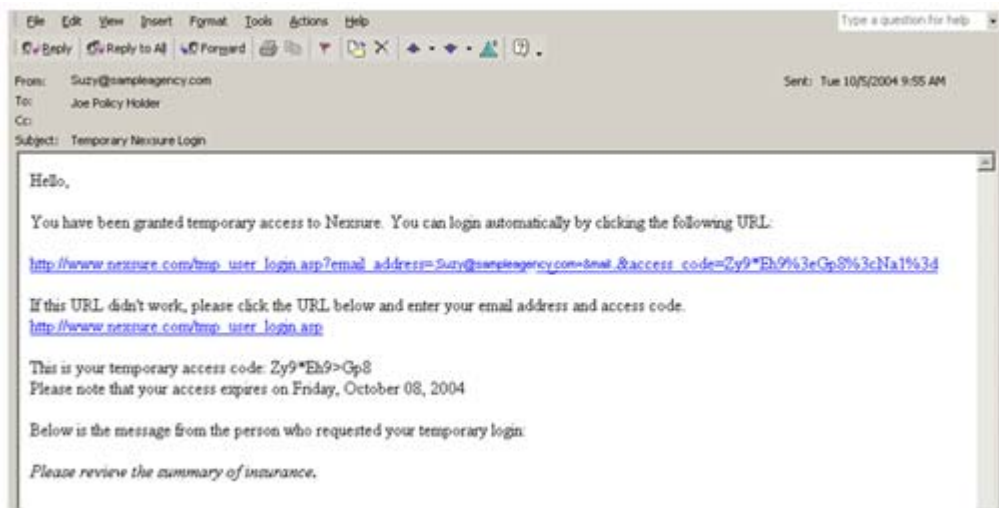 File Edit View Insert Format Tools Actions Help Type a question for help
Reply Reply to All Forward
From: Suzy@sampleagency.com Sent: Tue 10/5/2004 9:55 AM
To: Joe Policy Holder
Cc:
Subject: Temporary Nexsure Login
Hello,
You have been granted temporary access to Nexsure. You can login automatically by clicking the following URL:
http://www.nexsure.com/tmp_user_login.asp?email_address=Suzy@sampleagency.com=&mail.&access_code=Zy9*Eh9%3eGp8%3cNa1%3d
If this URL didn't work, please click the URL below and enter your email address and access code.
http://www.nexsure.com/tmp_user_login.asp
This is your temporary access code: Zy9*Eh9>Gp8
Please note that your access expires on Friday, October 08, 2004
Below is the message from the person who requested your temporary login:
Please review the summary of insurance.